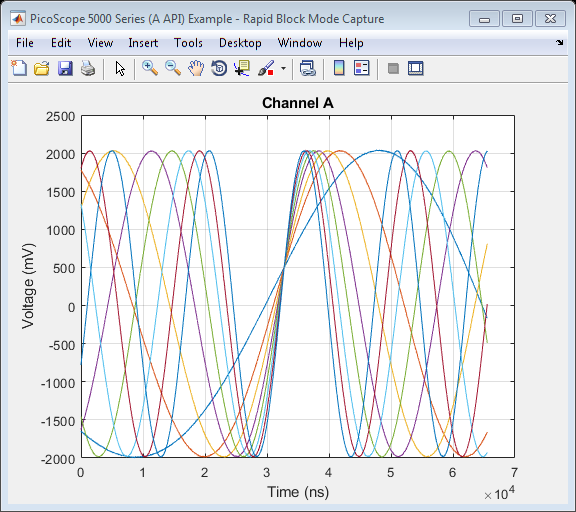 PicoScope 5000 Series (A API) Example - Rapid Block Mode Capture
File Edit View Insert Tools Desktop Window Help
Channel A
2500
2000
1500
1000
500
0
-500
-1000
-1500
-2000
Voltage (mV)
0 1 2 3 4 5 6 7
Time (ns)
×10^4